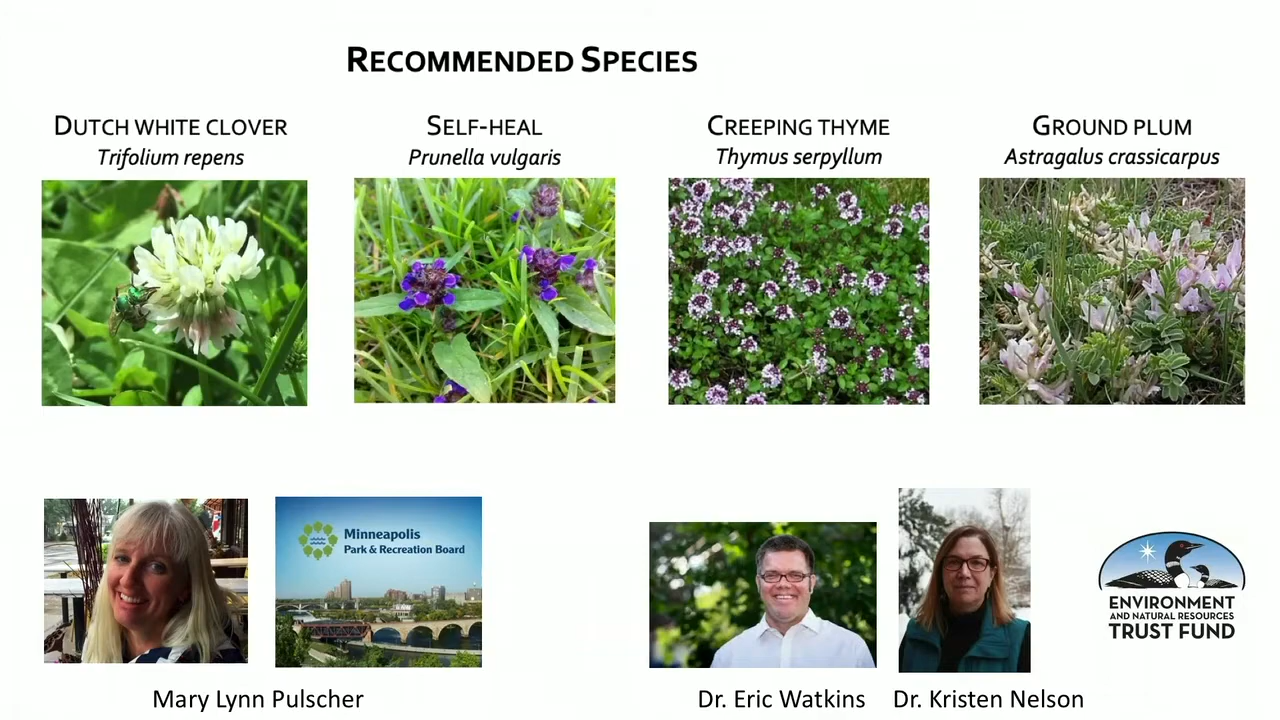 RECOMMENDED SPECIES
DUTCH WHITE CLOVER
Trifolium repens
SELF-HEAL
Prunella vulgaris
CREEPING THYME
Thymus serpyllum
GROUND PLUM
Astragalus crassicarpus
Minneapolis
Park & Recreation Board
ENVIRONMENT
AND NATURAL RESOURCES
TRUST FUND
Mary Lynn Pulscher
Dr. Eric Watkins
Dr. Kristen Nelson